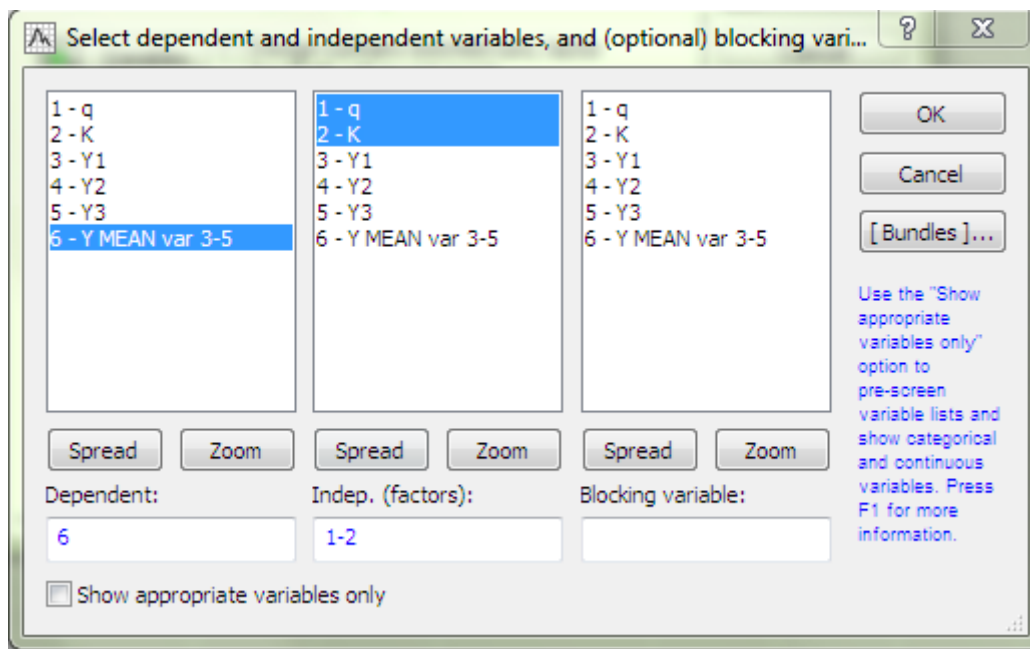 Select dependent and independent variables, and (optional) blocking vari...
1 - q
2 - K
3 - Y1
4 - Y2
5 - Y3
6 - Y MEAN var 3-5
1 - q
2 - K
3 - Y1
4 - Y2
5 - Y3
6 - Y MEAN var 3-5
1 - q
2 - K
3 - Y1
4 - Y2
5 - Y3
6 - Y MEAN var 3-5
OK
Cancel
[ Bundles ]...
Use the "Show
appropriate
variables only"
option to
pre-screen
variable lists and
show categorical
and continuous
variables. Press
F1 for more
information.
Spread Zoom Spread Zoom Spread Zoom
Dependent: Indep. (factors): Blocking variable:
6 1-2
Show appropriate variables only